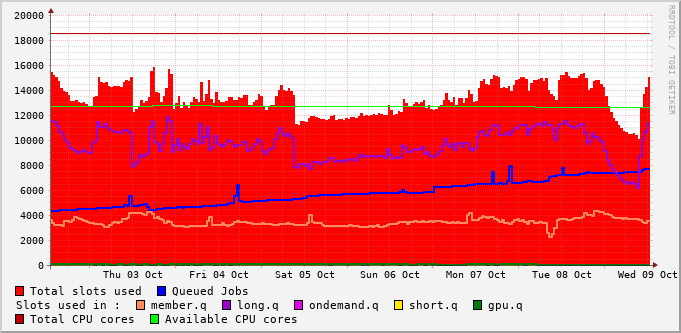 20000
18000
16000
14000
12000
10000
8000
6000
4000
2000
0
Thu 03 Oct Fri 04 Oct Sat 05 Oct Sun 06 Oct Mon 07 Oct Tue 08 Oct Wed 09 Oct
Total slots used Queued Jobs
Slots used in : member.q long.q ondemand.q short.q gpu.q
Total CPU cores Available CPU cores
RRDTOOL / TOBI OETIKER